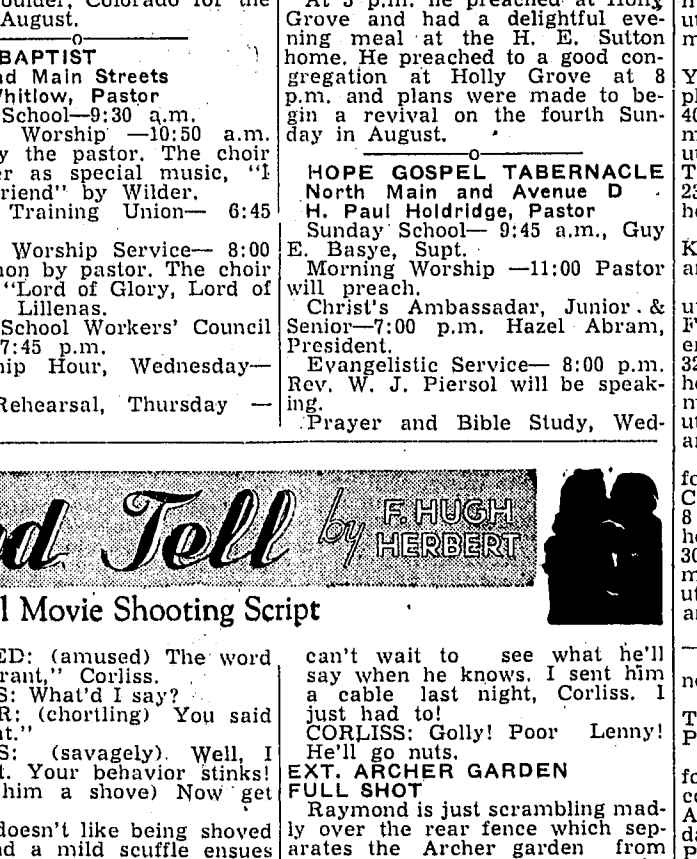 August.
BAPTIST
Main Streets
Whitlow, Pastor
School—9:30 a.m.
Worship —10:50 a.m.
the pastor. The choir
as special music, "I
Friend" by Wilder.
Training Union— 6:45
Worship Service— 8:00
by pastor. The choir
"Lord of Glory, Lord of
Lillenas.
School Workers' Council
7:45 p.m.
Hour, Wednesday—
Rehearsal, Thursday —
At 3 p.m. he preached at Holly
Grove and had a delightful eve-
ning meal at the H. E. Sutton
home. He preached to a good con-
gregation at Holly Grove at 8
p.m. and plans were made to be-
gin a revival on the fourth Sun-
day in August.
HOPE GOSPEL TABERNACLE
North Main and Avenue D
H. Paul Holdridge, Pastor
Sunday School— 9:45 a.m., Guy
E. Basye, Supt.
Morning Worship —11:00 Pastor
will preach.
Christ's Ambassadar, Junior &
Senior—7:00 p.m. Hazel Abram,
President.
Evangelistic Service— 8:00 p.m.
Rev. W. J. Piersol will be speak-
ing.
Prayer and Bible Study, Wed-
Tell by F. HUGH
HERBERT
Movie Shooting Script
(amused) The word
Corliss.
What'd I say?
(chortling) You said
(savagely). Well, I
Your behavior stinks!
him a shove) Now get
doesn't like being shoved
a mild scuffle ensues
can't wait to see what he'll
say when he knows. I sent him
a cable last night, Corliss. I
just had to!
CORLISS: Golly! Poor Lenny!
He'll go nuts.
EXT. ARCHER GARDEN
FULL SHOT
Raymond is just scrambling mad-
ly over the rear fence which sep-
arates the Archer garden from